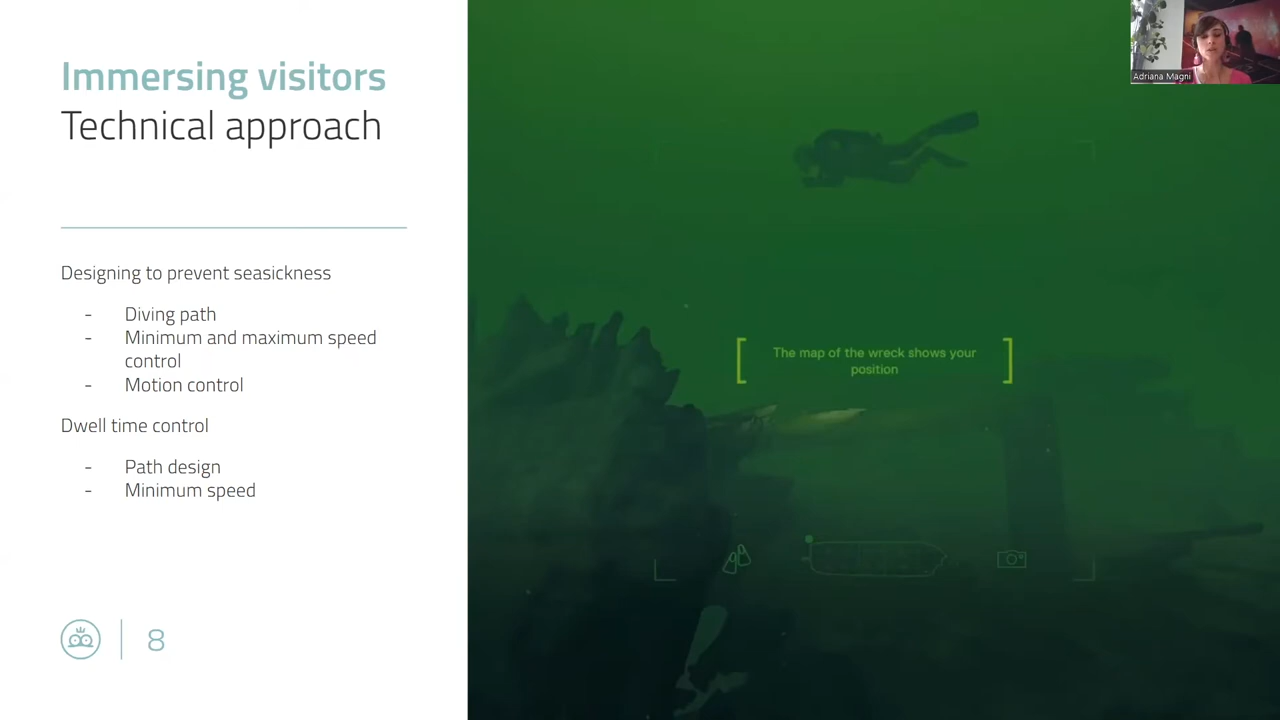 Immersing visitors
Technical approach
Designing to prevent seasickness
- Diving path
- Minimum and maximum speed
control
- Motion control
Dwell time control
- Path design
- Minimum speed
8
The map of the wreck shows your
position
Adriana Magni